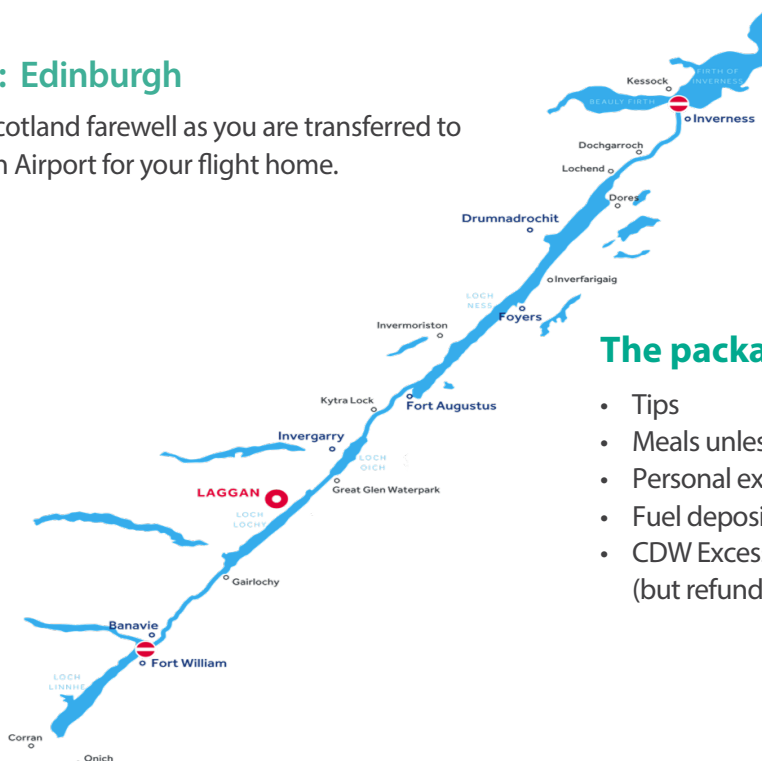 : Edinburgh
cotland farewell as you are transferred to
n Airport for your flight home.
Kessock
FIRTH OF
INVERNESS
BEAULY FIRTH
Inverness
Dochgarroch
Lochend
Dores
Drumnadrochit
Inverfarigaig
LOCH
NESS
Foyers
Invermoriston
The packa
• Tips
• Meals unles
• Personal ex
• Fuel deposi
• CDW Exces
(but refund
Kytra Lock
Fort Augustus
Invergarry
LOCH
OICH
Great Glen Waterpark
LAGGAN
LOCH
LOCHY
Gairlochy
Banavie
Fort William
LOCH
LINNHE
Corran
Onich